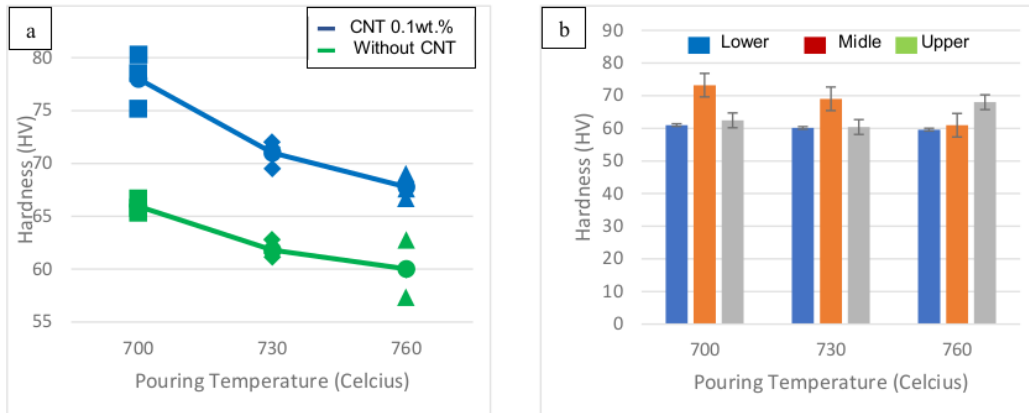 a
CNT 0.1wt.%
Without CNT
80
75
70
65
60
55
Hardness (HV)
700 730 760
Pouring Temperature (Celcius)
b
Lower Midle Upper
90
80
70
60
50
40
30
20
10
0
Hardness (HV)
700 730 760
Pouring Temperature (Celcius)